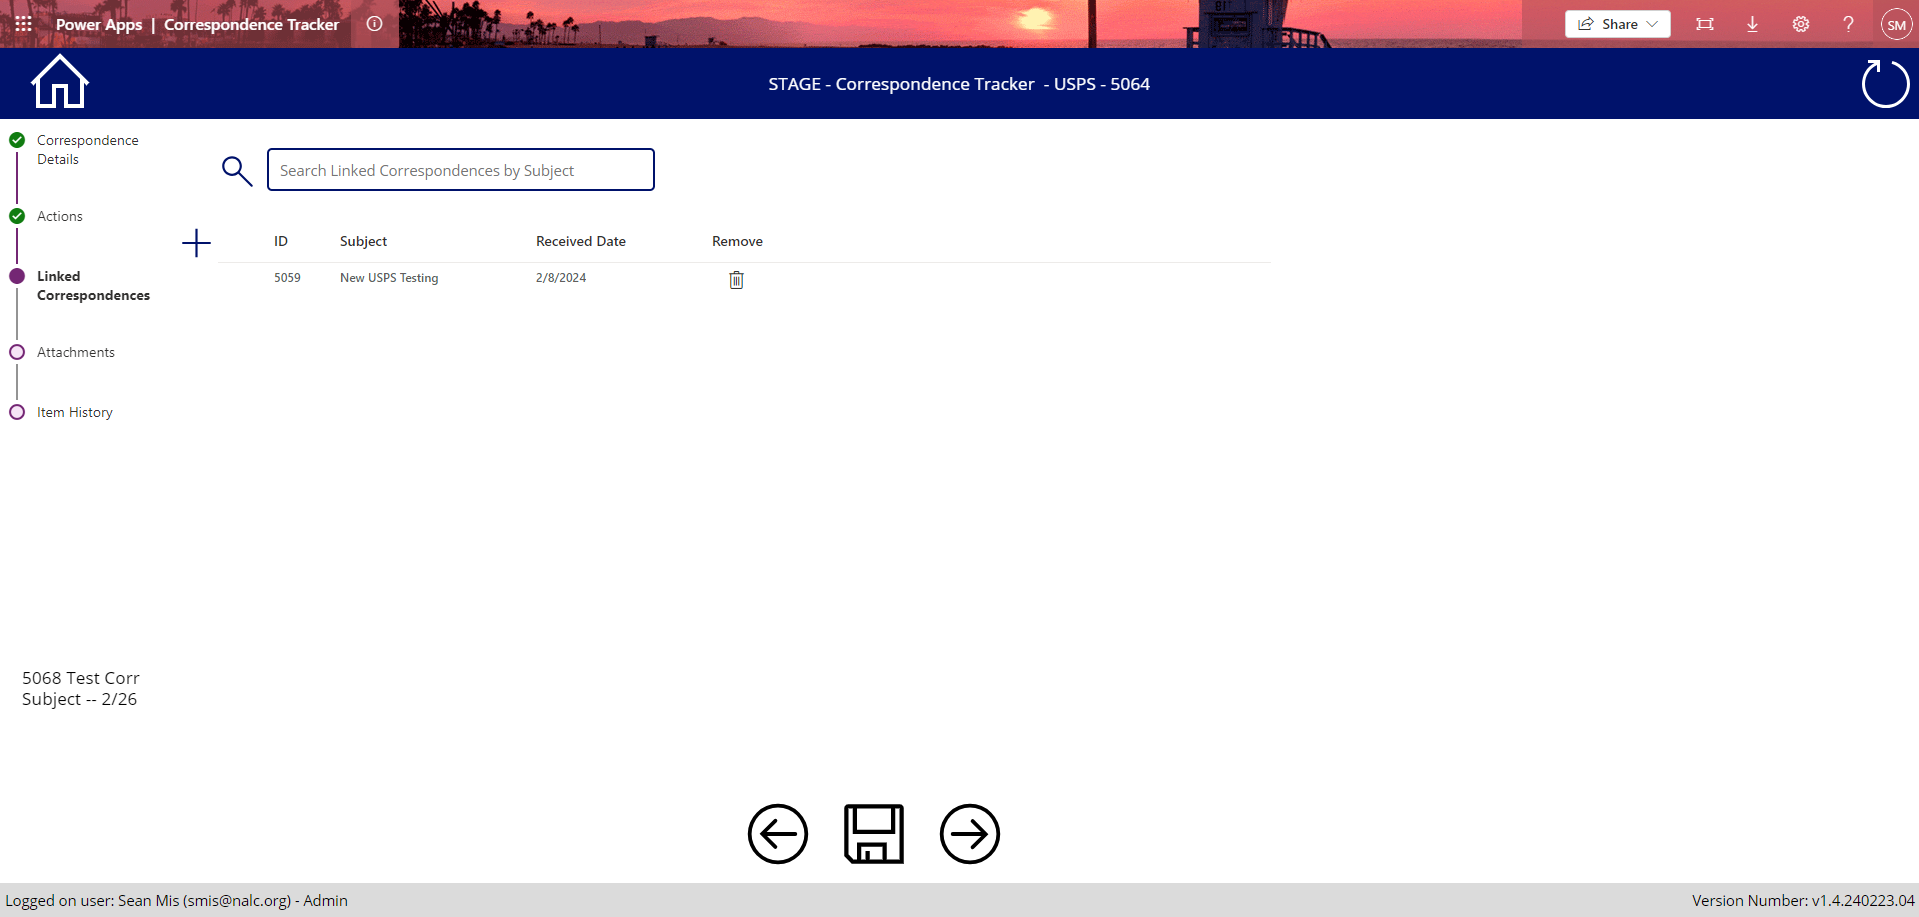 Power Apps | Correspondence Tracker
Share
SM
STAGE - Correspondence Tracker - USPS - 5064
Correspondence
Details
Actions
Linked
Correspondences
Attachments
Item History
Search Linked Correspondences by Subject
ID Subject Received Date Remove
5059 New USPS Testing 2/8/2024
5068 Test Corr
Subject -- 2/26
Logged on user: Sean Mis (smis@nalc.org) - Admin
Version Number: v1.4.240223.04